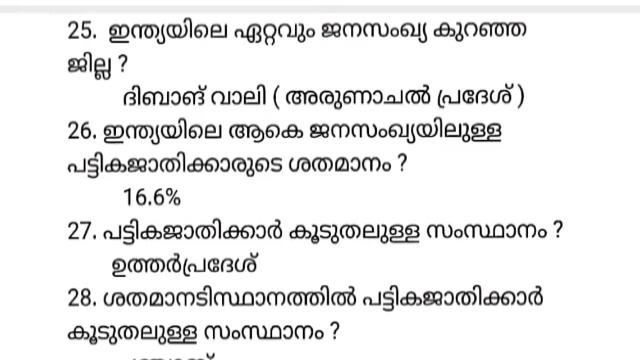 25. ഇന്ത്യയിലെ ഏറ്റവും ജനസംഖ്യ കുറഞ്ഞ
ജില്ല ?
ദിബാങ് വാലി ( അരുണാചൽ പ്രദേശ് )
26. ഇന്ത്യയിലെ ആകെ ജനസംഖ്യയിലുള്ള
പട്ടികജാതിക്കാരുടെ ശതമാനം ?
16.6%
27. പട്ടികജാതിക്കാർ കൂടുതലുള്ള സംസ്ഥാനം ?
ഉത്തർപ്രദേശ്
28. ശതമാനടിസ്ഥാനത്തിൽ പട്ടികജാതിക്കാർ
കൂടുതലുള്ള സംസ്ഥാനം ?